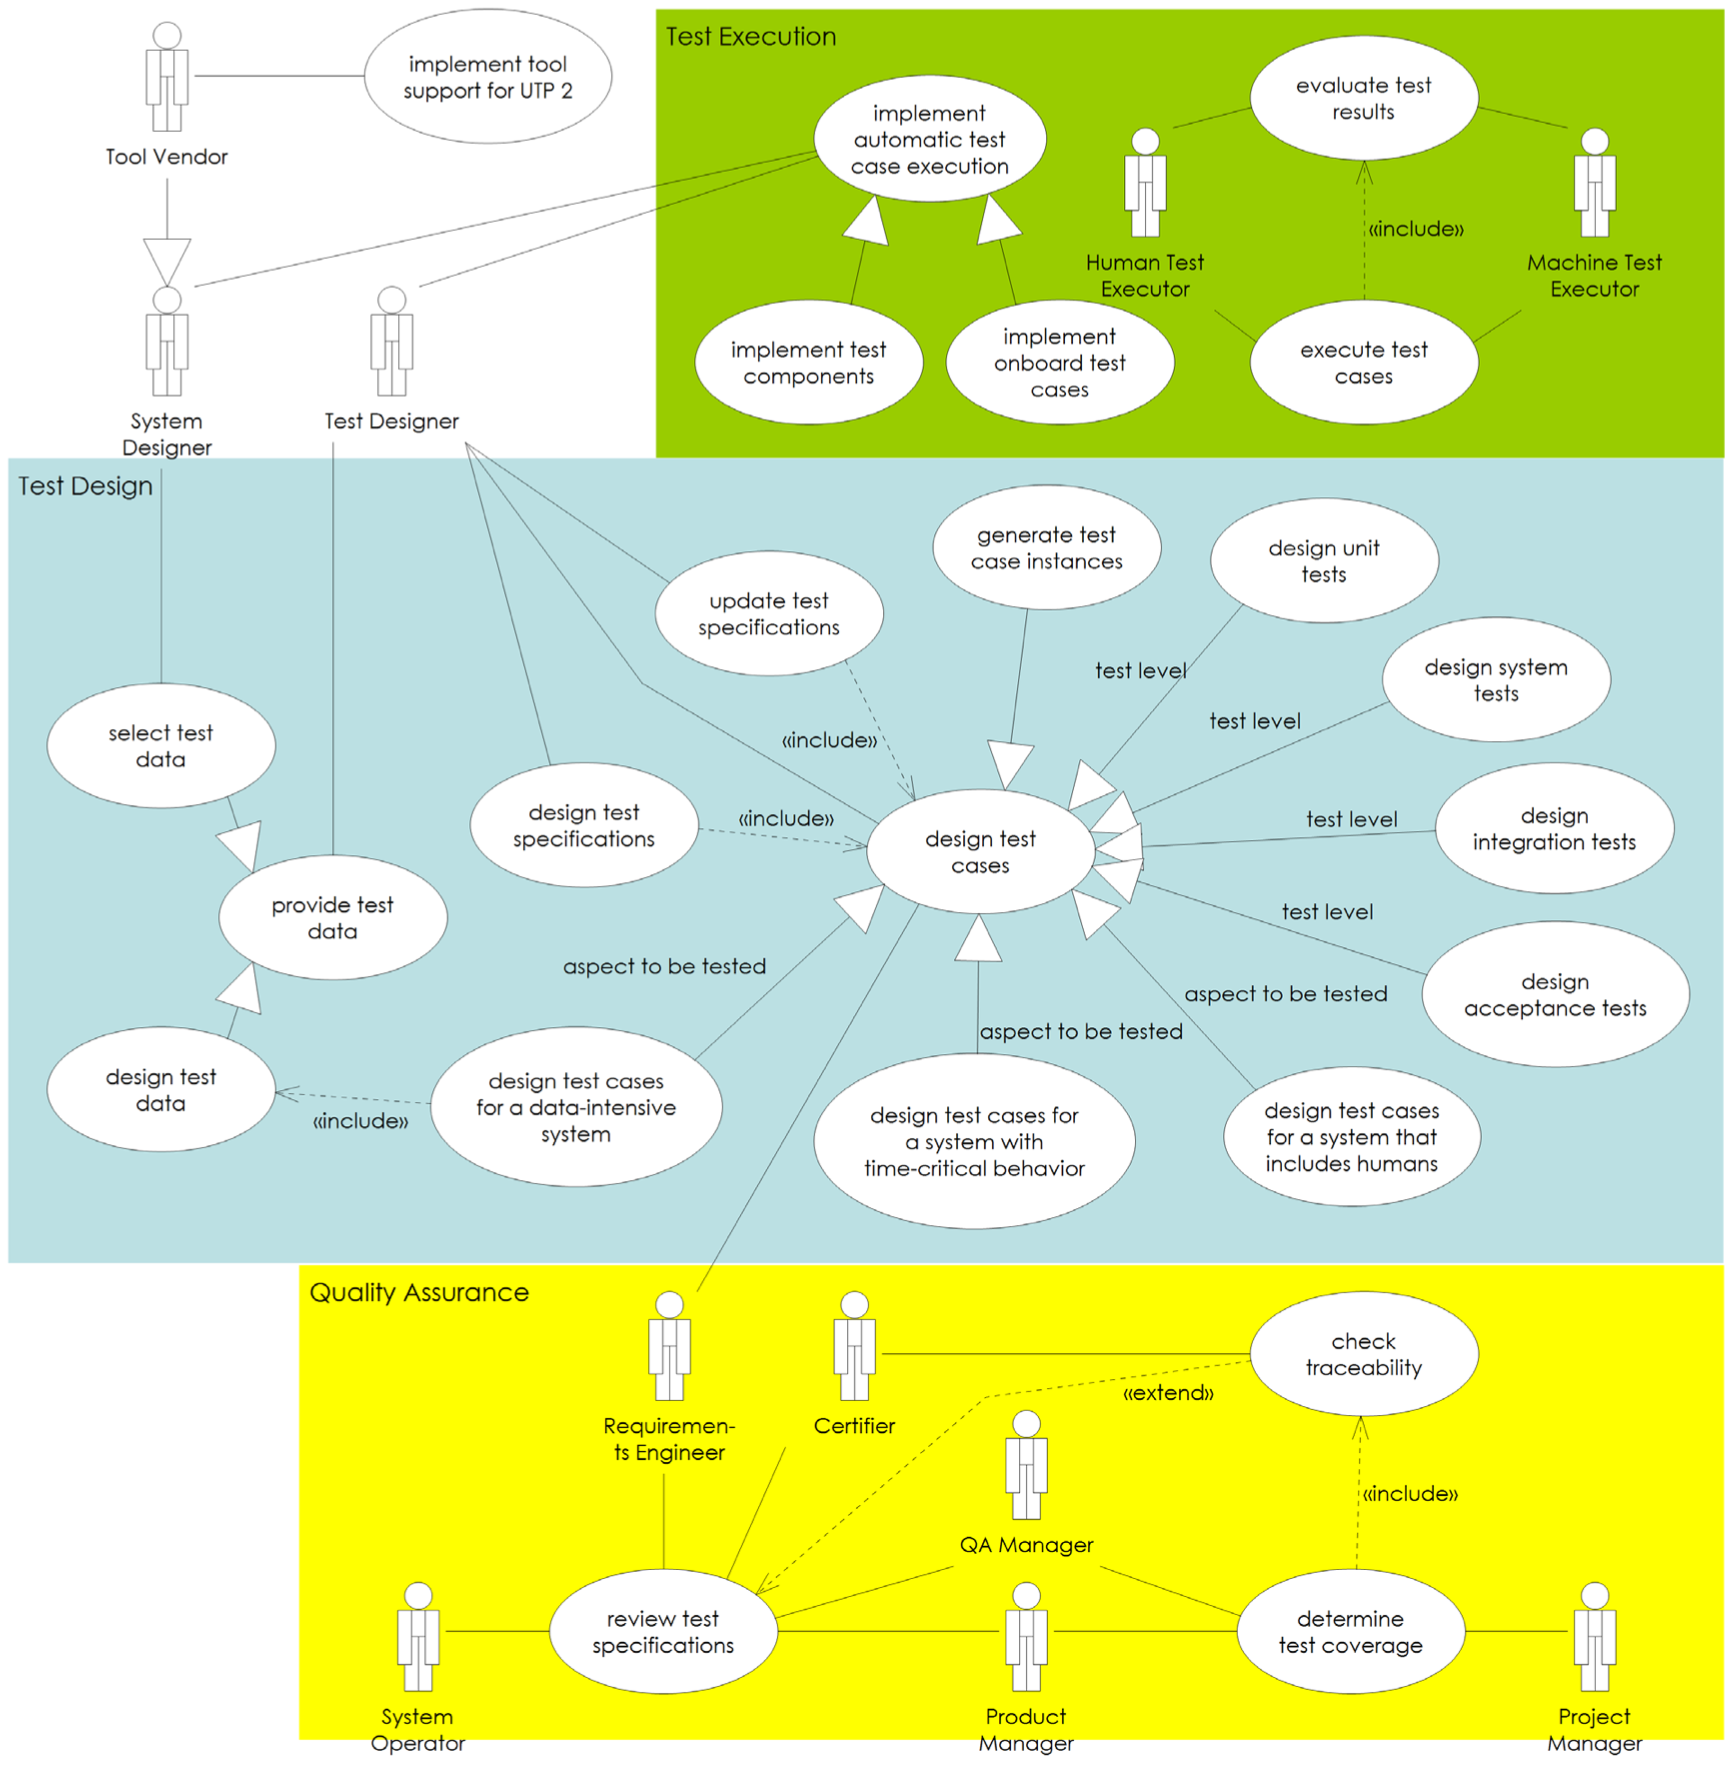 implement tool
support for UTP 2
Tool Vendor
Test Execution
implement
automatic test
case execution
evaluate test
results
Human Test
Executor
«include»
Machine Test
Executor
implement test
components
implement
onboard test
cases
execute test
cases
System
Designer
Test Designer
Test Design
generate test
case instances
design unit
tests
update test
specifications
test level
design system
tests
test level
select test
data
«include»
design test
specifications
«include»
design test
cases
test level
design
integration tests
provide test
data
test level
aspect to be tested
aspect to be tested
design
acceptance tests
aspect to be tested
design test
data
«include»
design test cases
for a data-intensive
system
design test cases for
a system with
time-critical behavior
design test cases
for a system that
includes humans
Quality Assurance
Requiremen-
ts Engineer
Certifier
«extend»
check
traceability
QA Manager
«include»
System
Operator
review test
specifications
Product
Manager
determine
test coverage
Project
Manager